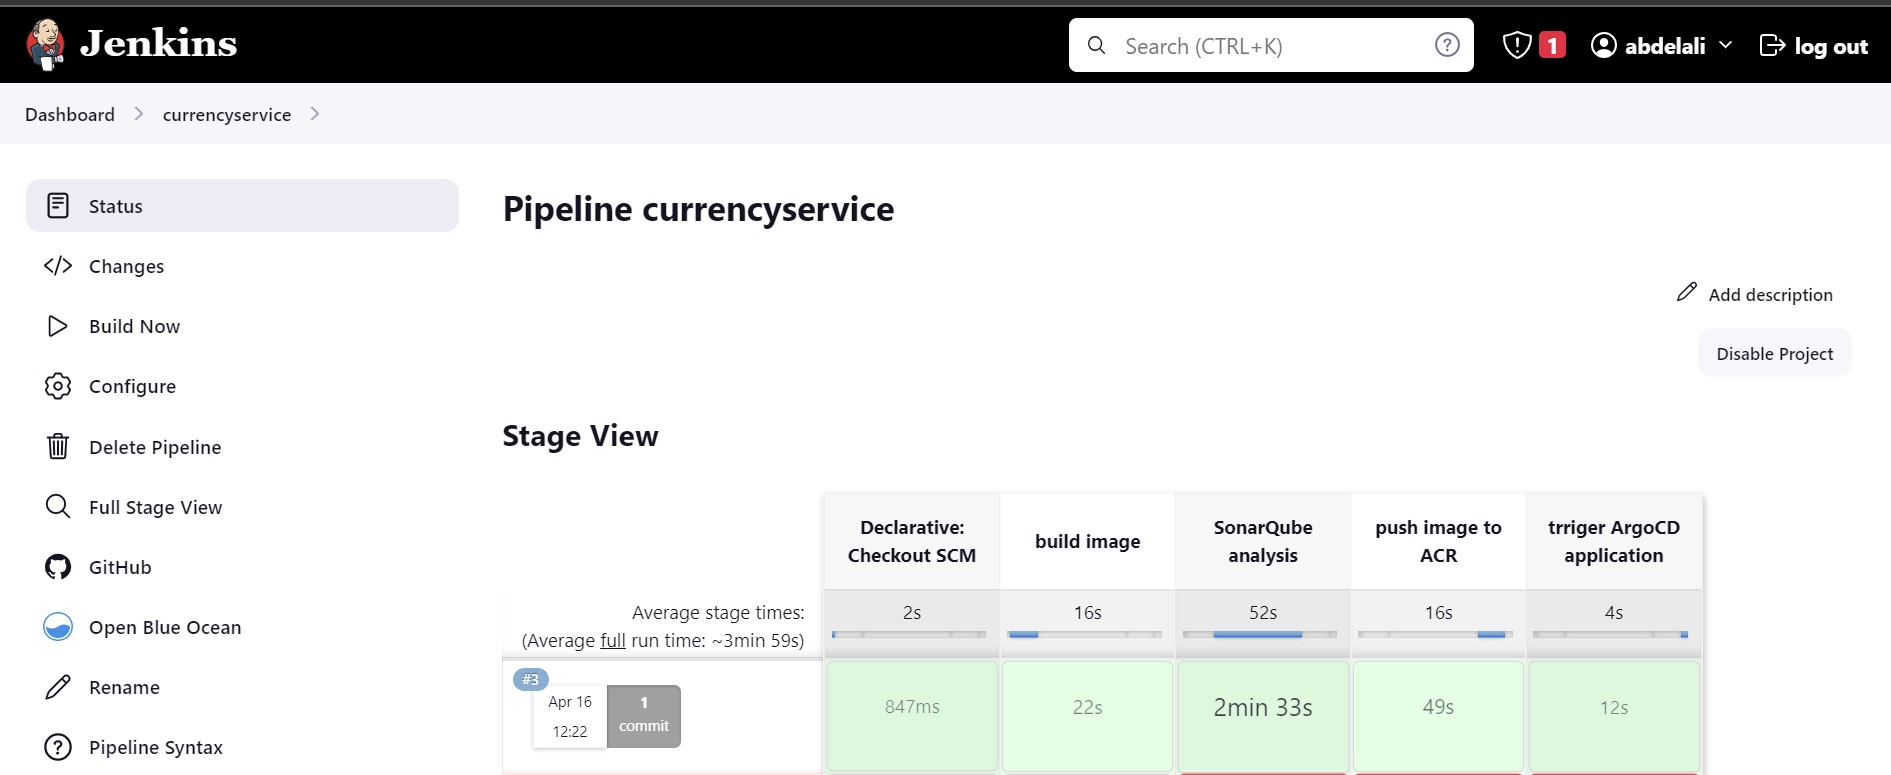 Jenkins
Search (CTRL+K)
1
abdelali
log out
Dashboard
currencyservice
Status
Changes
Build Now
Configure
Delete Pipeline
Full Stage View
GitHub
Open Blue Ocean
Rename
Pipeline Syntax
Pipeline currencyservice
Add description
Disable Project
Stage View
Declarative:
Checkout SCM
build image
SonarQube
analysis
push image to
ACR
trriger ArgoCD
application
Average stage times:
(Average full run time: ~3min 59s)
2s
16s
52s
16s
4s
#3
Apr 16
12:22
1
commit
847ms
22s
2min 33s
49s
12s